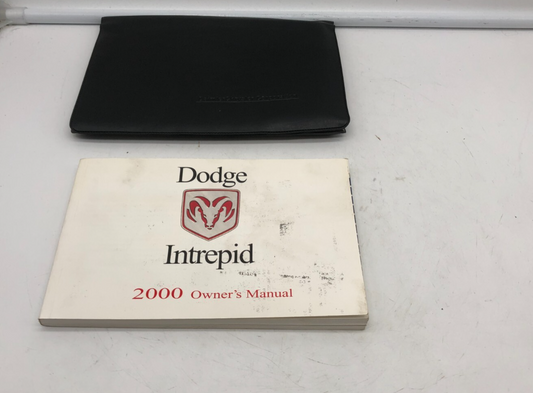 Dodge
Intrepid
2000 Owner's Manual